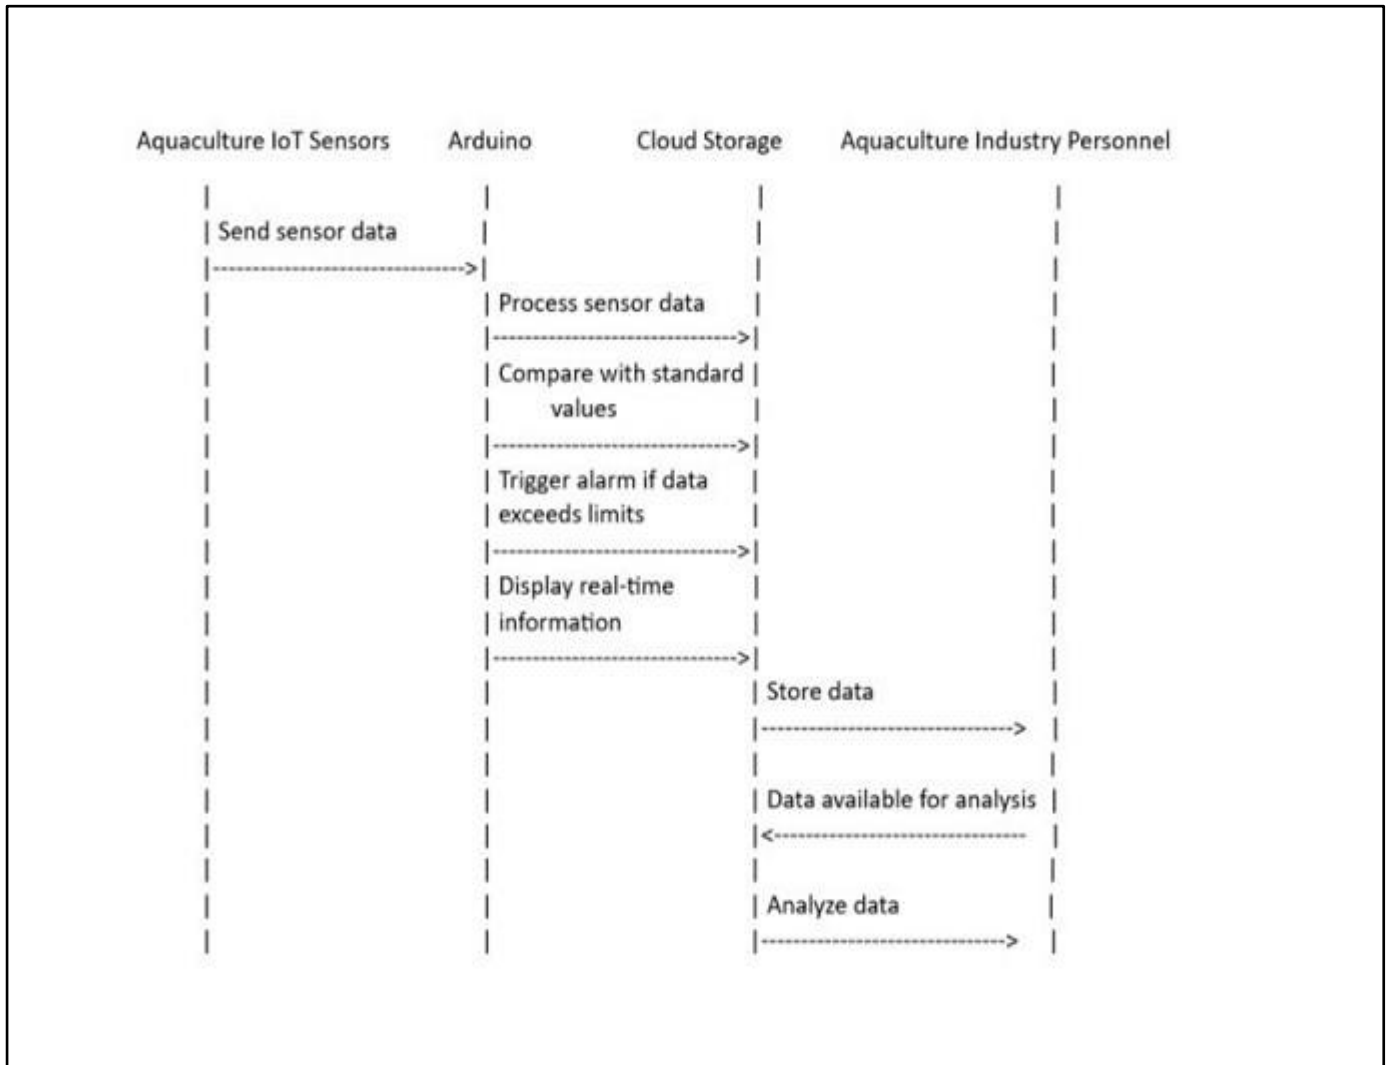 Aquaculture IoT Sensors Arduino Cloud Storage Aquaculture Industry Personnel
Send sensor data
Process sensor data
Compare with standard
values
Trigger alarm if data
exceeds limits
Display real-time
information
Store data
Data available for analysis
Analyze data